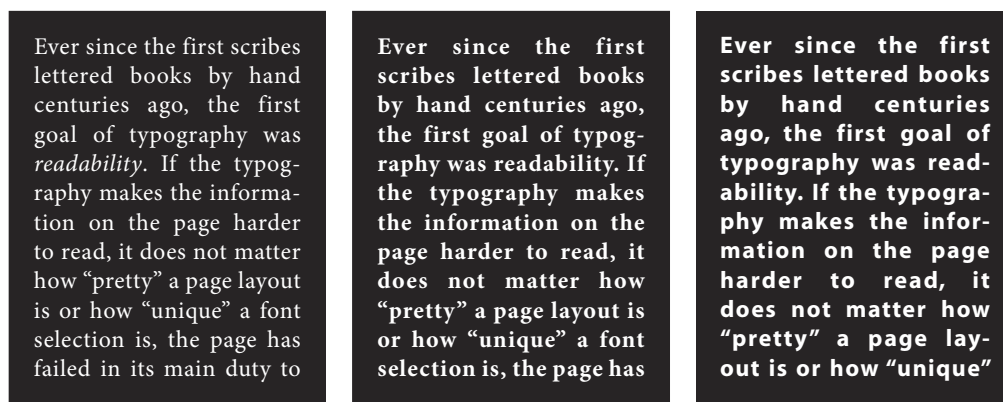 Ever since the first scribes
lettered books by hand
centuries ago, the first
goal of typography was
readability. If the typog-
raphy makes the informa-
tion on the page harder
to read, it does not matter
how “pretty” a page layout
is or how “unique” a font
selection is, the page has
failed in its main duty to
Ever since the first
scribes lettered books
by hand centuries ago,
the first goal of typog-
raphy was readability. If
the typography makes
the information on the
page harder to read, it
does not matter how
“pretty” a page layout is
or how “unique” a font
selection is, the page has
Ever since the first
scribes lettered books
by hand centuries
ago, the first goal of
typography was read-
ability. If the typogra-
phy makes the infor-
mation on the page
harder to read, it
does not matter how
“pretty” a page lay-
out is or how “unique”